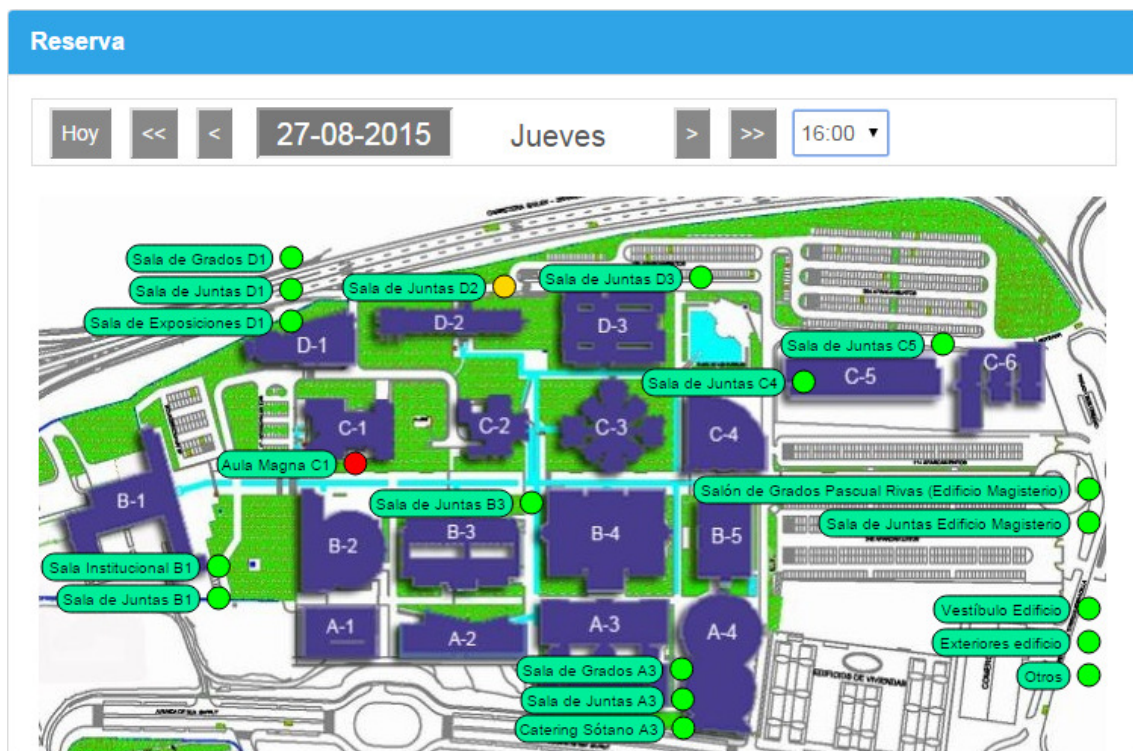 Reserva
Hoy << < 27-08-2015 Jueves > >> 16:00
Sala de Grados D1
Sala de Juntas D1
Sala de Juntas D2
Sala de Juntas D3
Sala de Exposiciones D1
D-1
D-2
D-3
Sala de Juntas C5
C-6
Sala de Juntas C4
C-5
C-1
C-2
C-3
C-4
Aula Magna C1
B-1
Sala de Juntas B3
Salón de Grados Pascual Rivas (Edificio Magisterio)
Sala de Juntas Edificio Magisterio
B-2
B-3
B-4
B-5
Sala Institucional B1
Sala de Juntas B1
Vestíbulo Edificio
A-1
A-2
A-3
A-4
Exteriores edificio
Sala de Grados A3
EDIFICIOS DE VIVIENDAS
Otros
Sala de Juntas A3
Catering Sótano A3